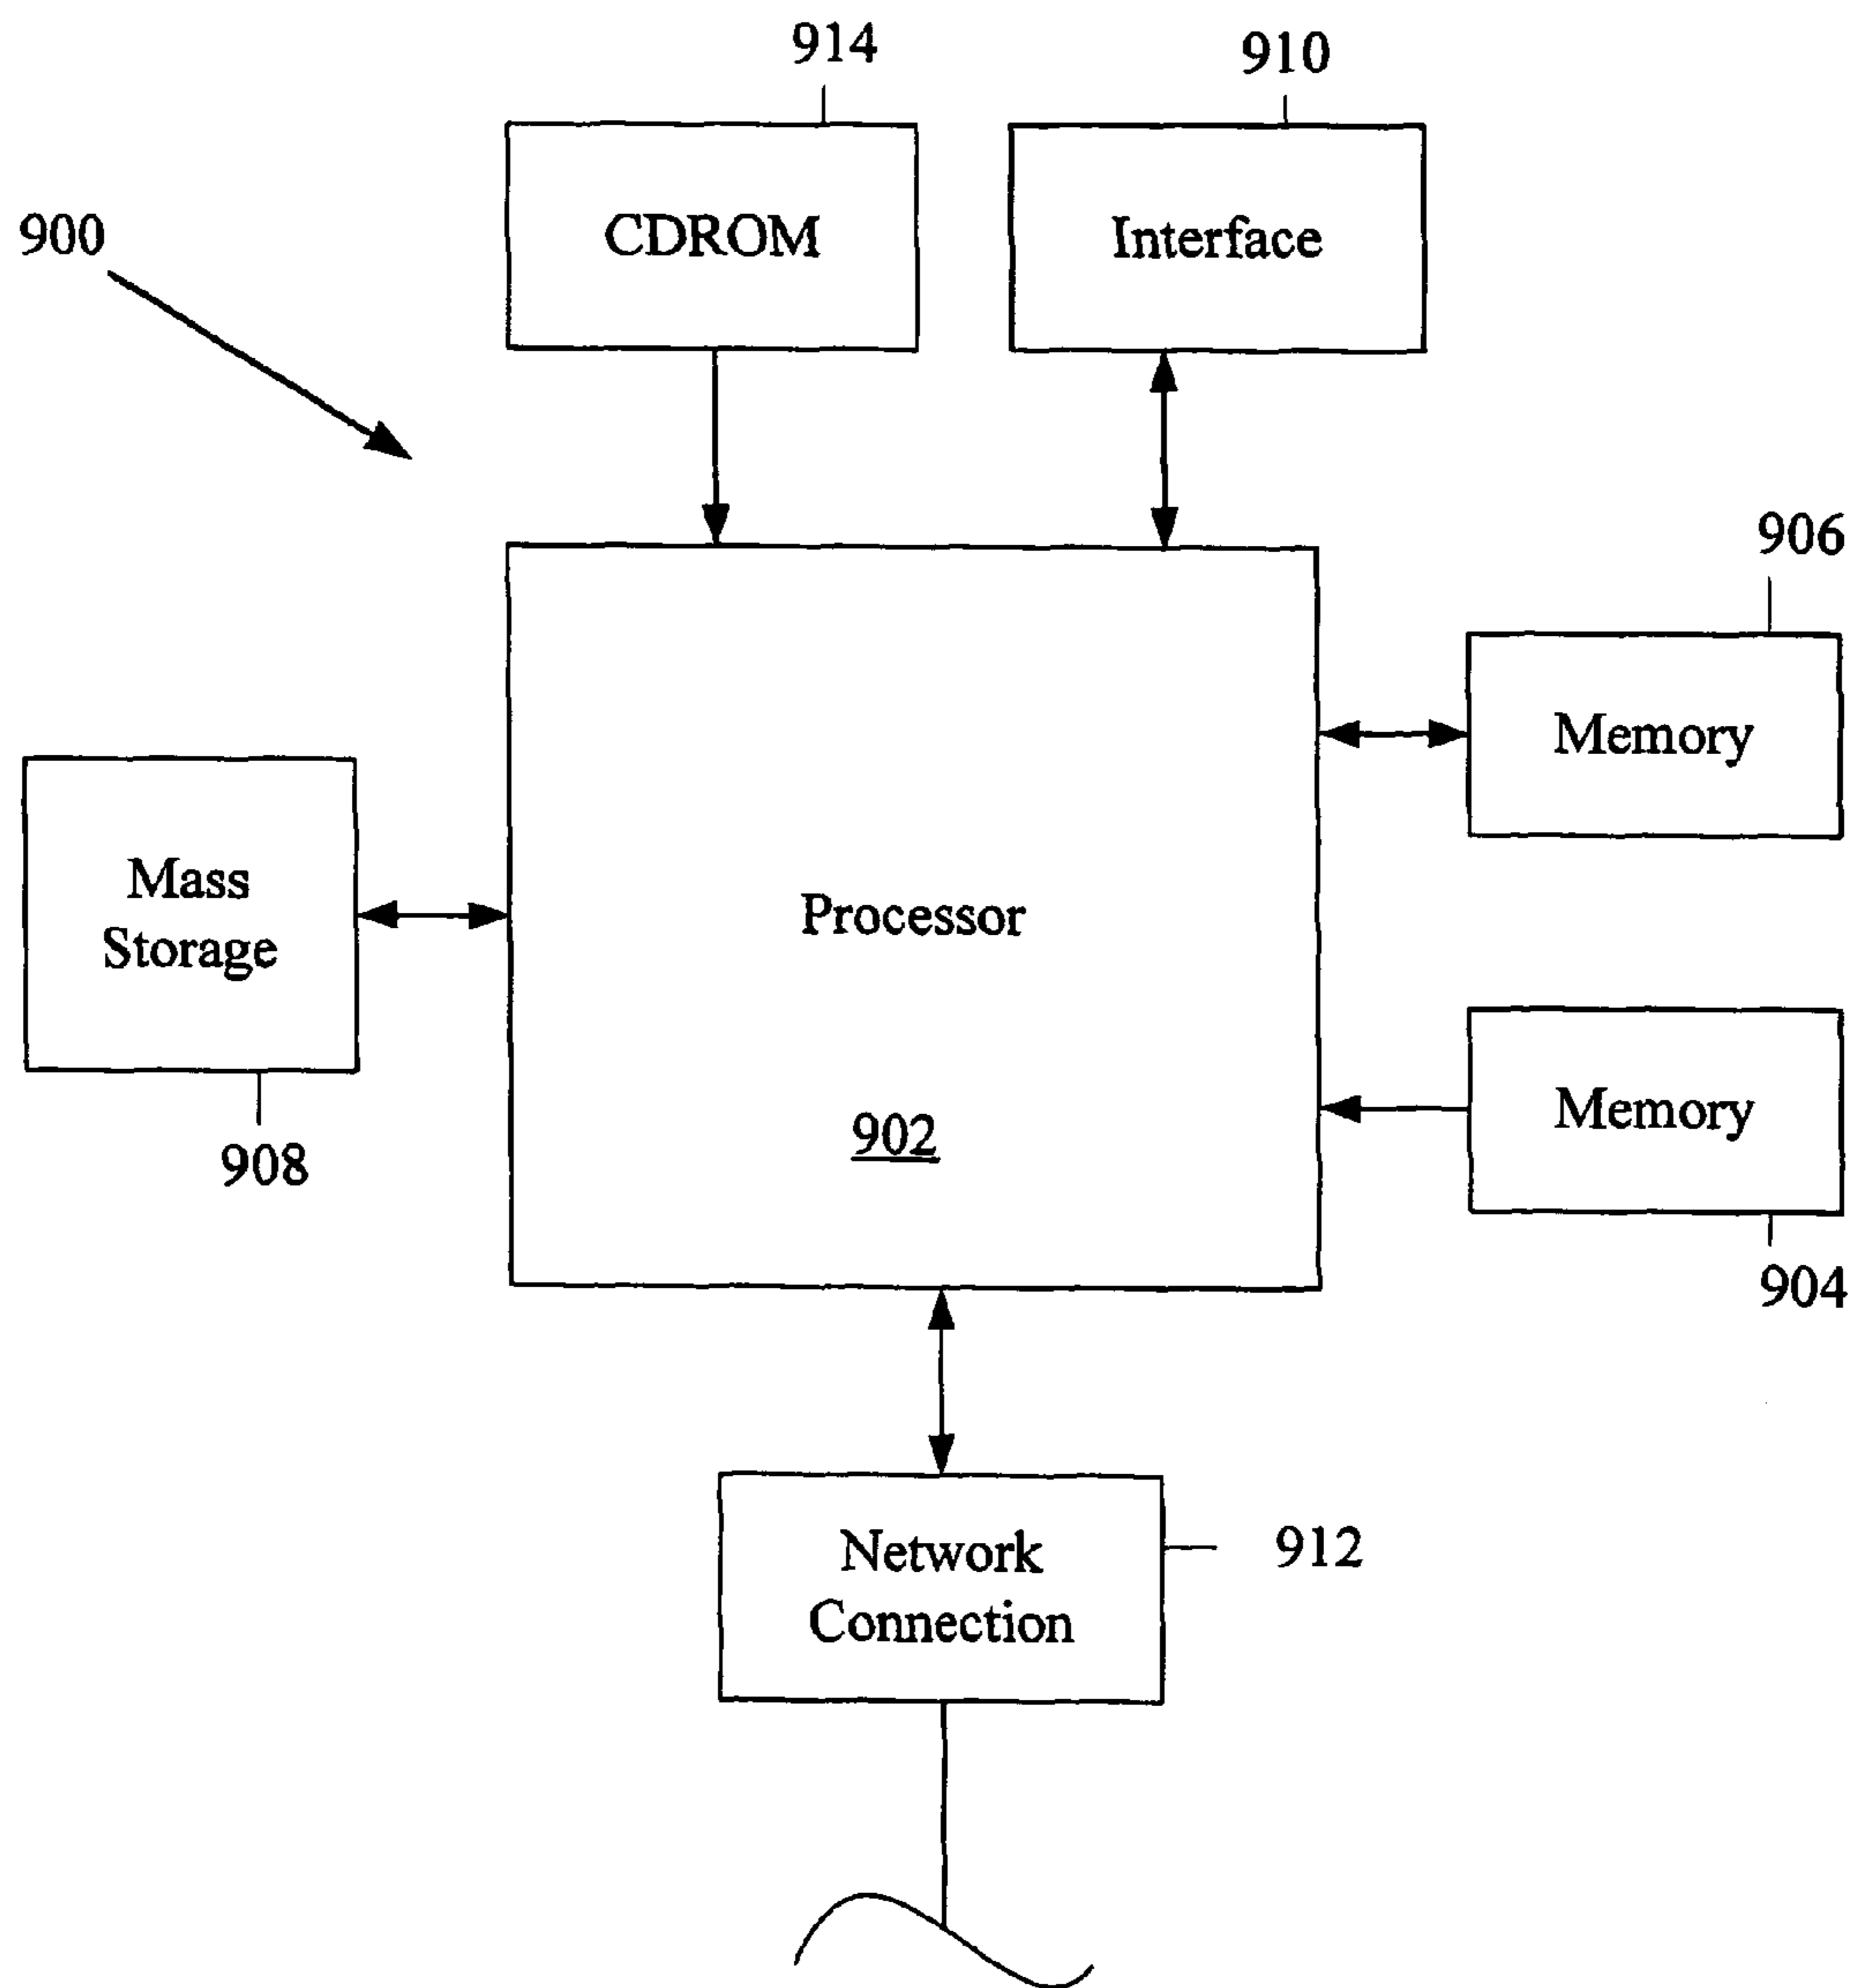 914
910
900
CDROM
Interface
906
Memory
Mass
Storage
Processor
902
908
Memory
904
Network
Connection
912